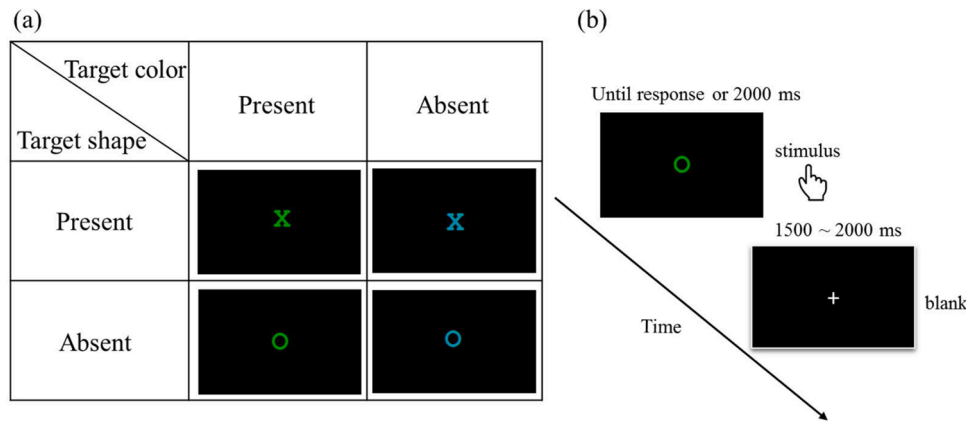 (a)
Target color
Target shape
Present
Absent
Present
X
X
Absent
O
O
(b)
Until response or 2000 ms
O
stimulus
1500 ~ 2000 ms
+
blank
Time